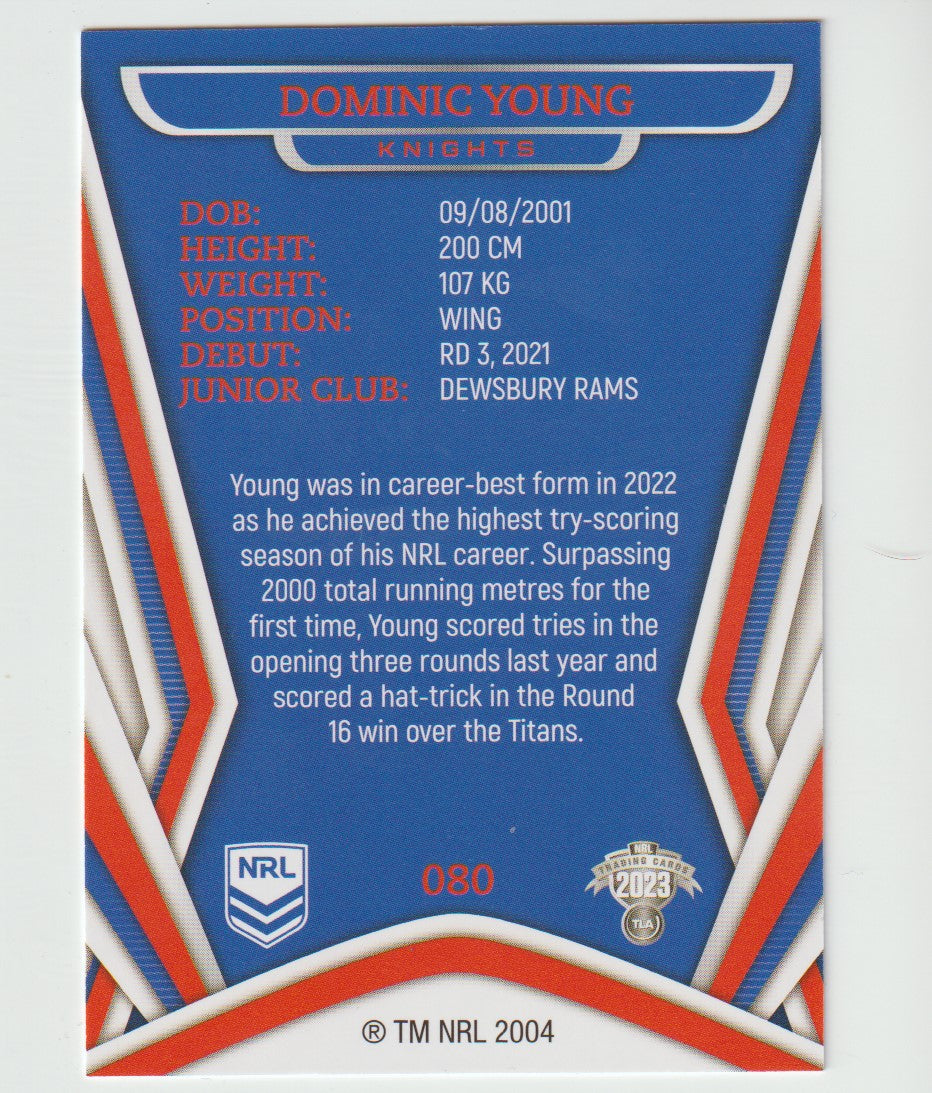 DOMINIC YOUNG
KNIGHTS
DOB: 09/08/2001
HEIGHT: 200 CM
WEIGHT: 107 KG
POSITION: WING
DEBUT: RD 3, 2021
JUNIOR CLUB: DEWSBURY RAMS
Young was in career-best form in 2022
as he achieved the highest try-scoring
season of his NRL career. Surpassing
2000 total running metres for the
first time, Young scored tries in the
opening three rounds last year and
scored a hat-trick in the Round
16 win over the Titans.
NRL
080
NRL
TRADING CARDS
2023
TLA
® TM NRL 2004